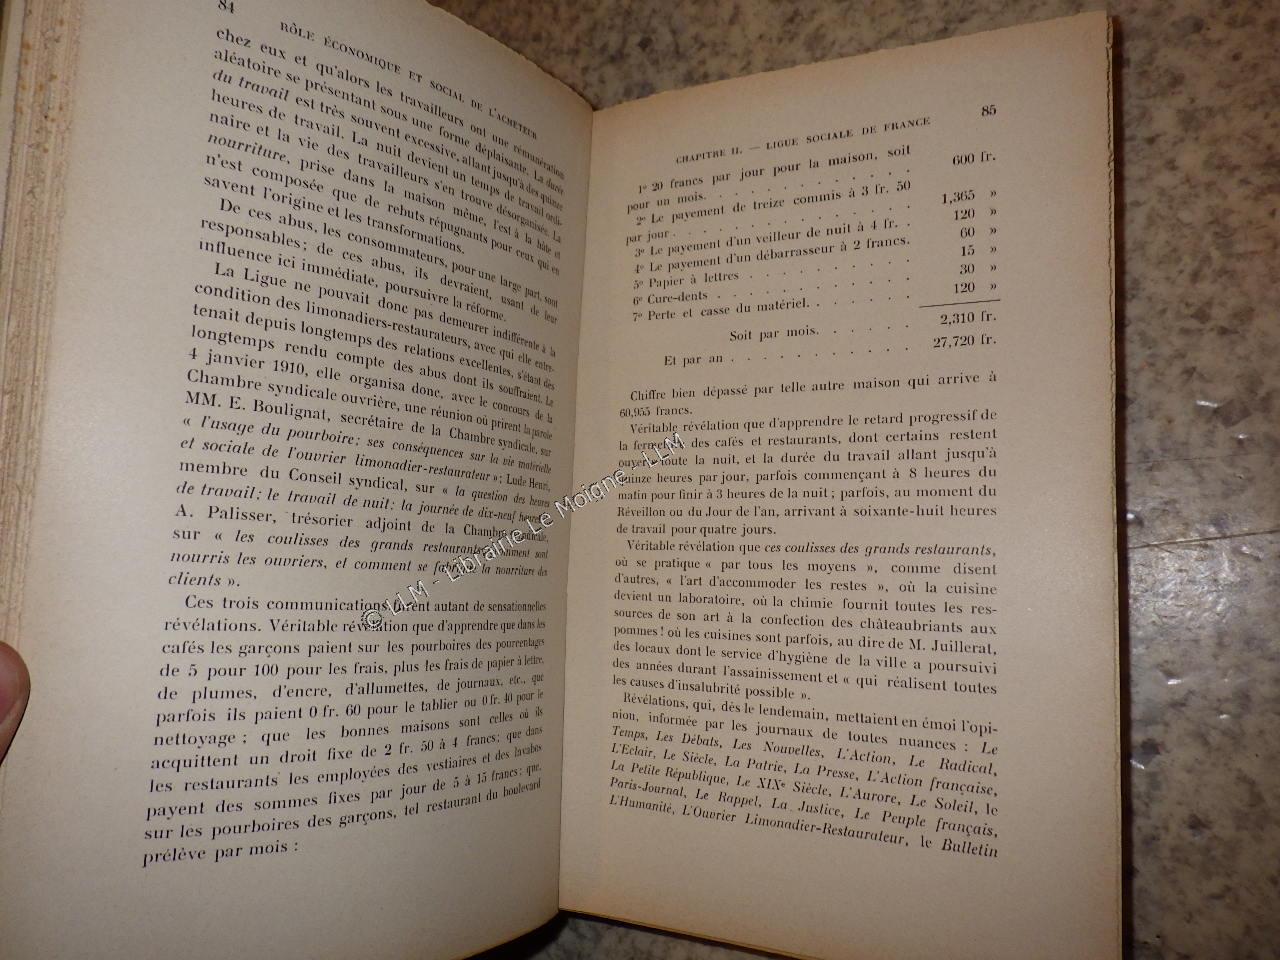 84
RÔLE ÉCONOMIQUE ET SOCIAL DE L'ACHETEUR
chez eux et qu'alors les travailleurs ont une rémunération
aléatoire se présentant sous une forme déplaisante. La durée
du travail est très souvent excessive, allant jusqu'à des quinze
heures de travail. La nuit devient un temps de travail ordi-
naire et la vie des travailleurs s'en trouve désorganisée. La
nourriture, prise dans la maison même, l'est à la hâte et
n'est composée que de rebuts répugnants pour ceux qui en
savent l'origine et les transformations.
De ces abus, les consommateurs, pour une large part, sont
responsables; de ces abus, ils devraient, usant de leur
influence ici immédiate, poursuivre la réforme.
La Ligue ne pouvait donc pas demeurer indifférente à la
condition des limonadiers-restaurateurs, avec qui elle entre-
tenait depuis longtemps des relations excellentes, s'étant dès
longtemps rendu compte des abus dont ils souffraient. Le
4 janvier 1910, elle organisa donc, avec le concours de la
Chambre syndicale ouvrière, une réunion où prirent la parole
MM. E. Boulignat, secrétaire de la Chambre syndicale, sur
« l'usage du pourboire; ses conséquences sur la vie matérielle
et sociale de l'ouvrier limonadier-restaurateur »; Lude Henri,
membre du Conseil syndical, sur « la question des heures
de travail; le travail de nuit; la journée de dix-neuf heures
A. Palisser, trésorier adjoint de la Chambre syndicale,
sur « les coulisses des grands restaurants, comment sont
nourris les ouvriers, et comment se fabrique la nourriture des
clients ».
Ces trois communications furent autant de sensationnelles
révélations. Véritable révélation que d'apprendre que dans les
cafés les garçons paient sur les pourboires des pourcentages
de 5 pour 100 pour les frais, plus les frais de papier à lettre,
de plumes, d'encre, d'allumettes, de journaux, etc., que
parfois ils paient 0 fr. 60 pour le tablier ou 0 fr. 40 pour le
nettoyage; que les bonnes maisons sont celles où ils
acquittent un droit fixe de 2 fr. 50 à 4 francs; que dans
les restaurants les employées des vestiaires et des lavabos
payent des sommes fixes par jour de 5 à 15 francs; que,
sur les pourboires des garçons, tel restaurant du boulevard
prélève par mois :
CHAPITRE II. — LIGUE SOCIALE DE FRANCE
85
1º 20 francs par jour pour la maison, soit
pour un mois. . . . . . . . . . . . 600 fr.
2º Le payement de treize commis à 3 fr. 50
par jour. . . . . . . . . . . . . 1,365 »
3º Le payement d'un veilleur de nuit à 4 fr. . 120 »
4º Le payement d'un débarrasseur à 2 francs. 60 »
5º Papier à lettres . . . . . . . . . . 15 »
6º Cure-dents . . . . . . . . . . . . 30 »
7º Perte et casse du matériel. . . . . . . 120 »
Soit par mois. . . . . . 2,310 fr.
Et par an . . . . . . . . . . . 27,720 fr.
Chiffre bien dépassé par telle autre maison qui arrive à
60,955 francs.
Véritable révélation que d'apprendre le retard progressif de
la fermeture des cafés et restaurants, dont certains restent
ouverts toute la nuit, et la durée du travail allant jusqu'à
quinze heures par jour, parfois commençant à 8 heures du
matin pour finir à 3 heures de la nuit; parfois, au moment du
Réveillon ou du Jour de l'an, arrivant à soixante-huit heures
de travail pour quatre jours.
Véritable révélation que ces coulisses des grands restaurants,
où se pratique « par tous les moyens », comme disent
d'autres, « l'art d'accommoder les restes », où la cuisine
devient un laboratoire, où la chimie fournit toutes les res-
sources de son art à la confection des châteaubriants aux
pommes! où les cuisines sont parfois, au dire de M. Juillerat,
des locaux dont le service d'hygiène de la ville a poursuivi
des années durant l'assainissement et « qui réalisent toutes
les causes d'insalubrité possible ».
Révélations, qui, dès le lendemain, mettaient en émoi l'opi-
nion, informée par les journaux de toutes nuances : Le
Temps, Les Débats, Les Nouvelles, L'Action, Le Radical,
L'Eclair, Le Siècle, La Patrie, La Presse, L'Action française,
La Petite République, Le XIXe Siècle, L'Aurore, Le Soleil, le
Paris-Journal, Le Rappel, La Justice, Le Peuple français,
L'Humanité, L'Ouvrier Limonadier-Restaurateur, le Bulletin
© LLM - Librairie Le Moigne - LLM